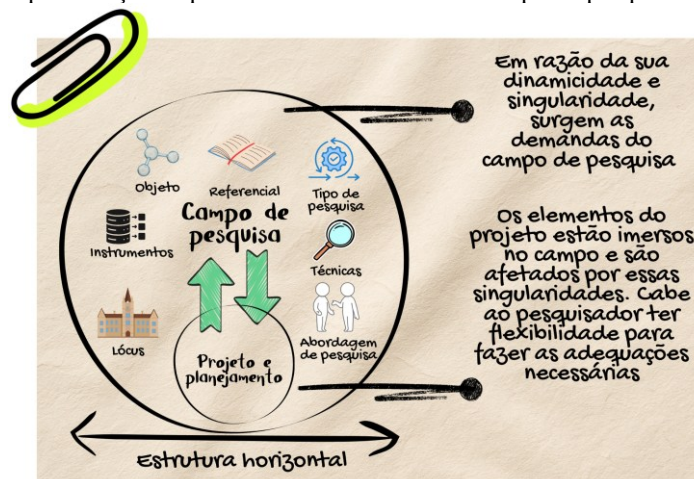 Em razão da sua
dinamicidade e
singularidade,
surgem as
demandas do
campo de pesquisa
Objeto
Referencial
Tipo de
pesquisa
Campo de
pesquisa
Instrumentos
Técnicas
Lócus
Abordagem
de pesquisa
Projeto e
planejamento
Os elementos do
projeto estão imersos
no campo e são
afetados por essas
singularidades. Cabe
ao pesquisador ter
flexibilidade para
fazer as adequações
necessárias
Estrutura horizontal